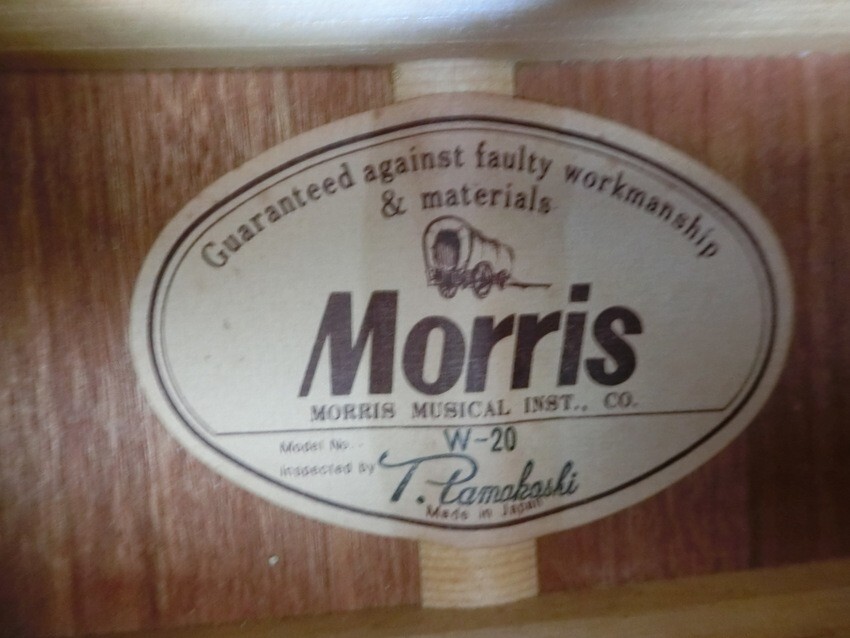 Guaranteed against faulty workmanship
& materials
Morris
MORRIS MUSICAL INST., CO.
Model No. W-20
Inspected By T.
Made in Japan